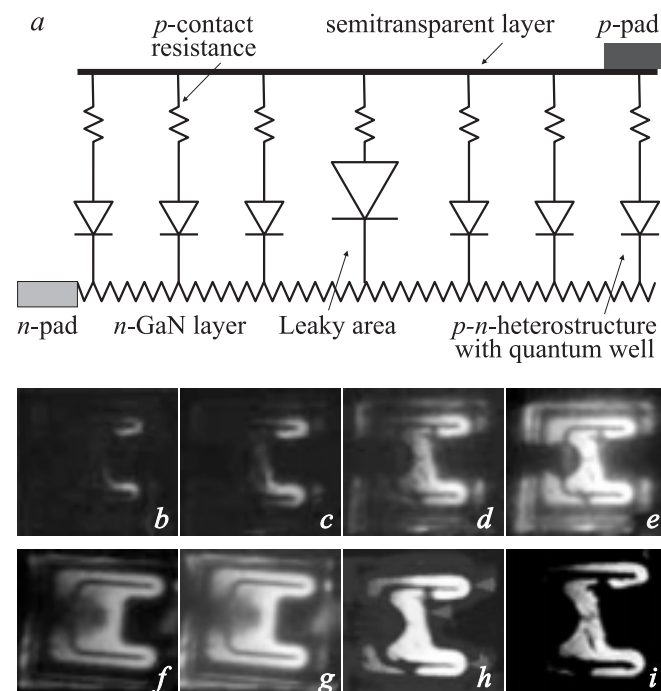 a
p-contact resistance
semitransparent layer
p-pad
n-pad
n-GaN layer
Leaky area
p-n-heterostructure
with quantum well
b
c
d
e
f
g
h
i